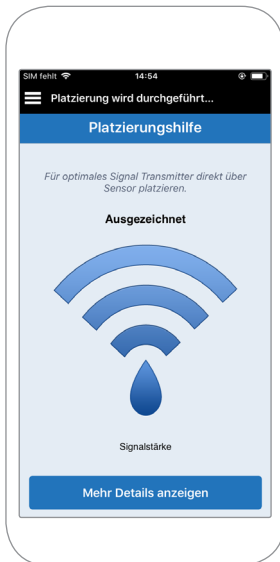 SIM fehlt 14:54
Platzierung wird durchgeführt...
Platzierungshilfe
Für optimales Signal Transmitter direkt über
Sensor platzieren.
Ausgezeichnet
Signalstärke
Mehr Details anzeigen